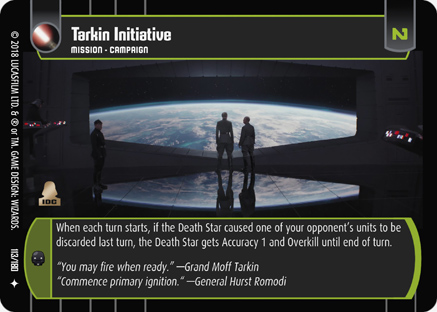 Tarkin Initiative
MISSION - CAMPAIGN
N
© 2018 LUCASFILM LTD. & ® or TM. GAME DESIGN: WIZARDS.
IDC
113/180
When each turn starts, if the Death Star caused one of your opponent's units to be
discarded last turn, the Death Star gets Accuracy 1 and Overkill until end of turn.
"You may fire when ready." —Grand Moff Tarkin
"Commence primary ignition." —General Hurst Romodi